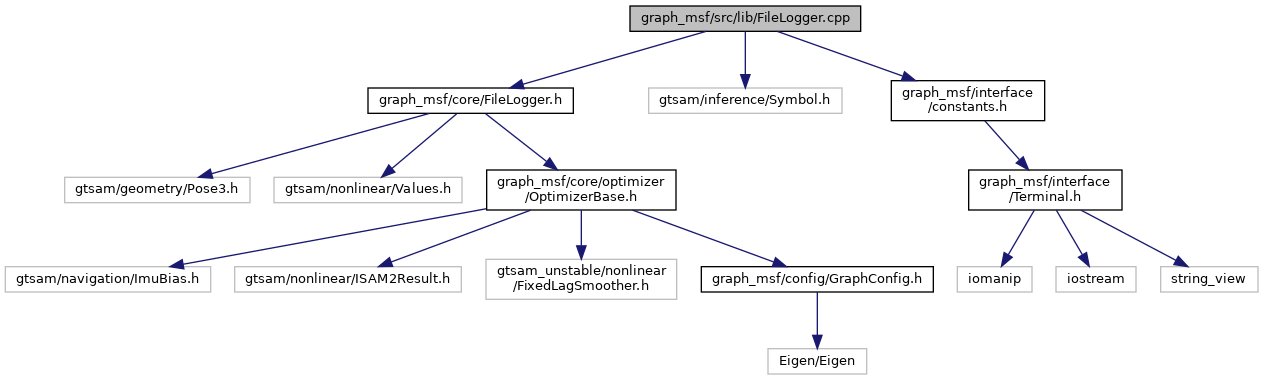 graph_msf/src/lib/FileLogger.cpp
graph_msf/core/FileLogger.h
gtsam/inference/Symbol.h
graph_msf/interface
/constants.h
gtsam/geometry/Pose3.h
gtsam/nonlinear/Values.h
graph_msf/core/optimizer
/OptimizerBase.h
graph_msf/interface
/Terminal.h
gtsam/navigation/ImuBias.h
gtsam/nonlinear/ISAM2Result.h
gtsam_unstable/nonlinear
/FixedLagSmoother.h
graph_msf/config/GraphConfig.h
iomanip
iostream
string_view
Eigen/Eigen